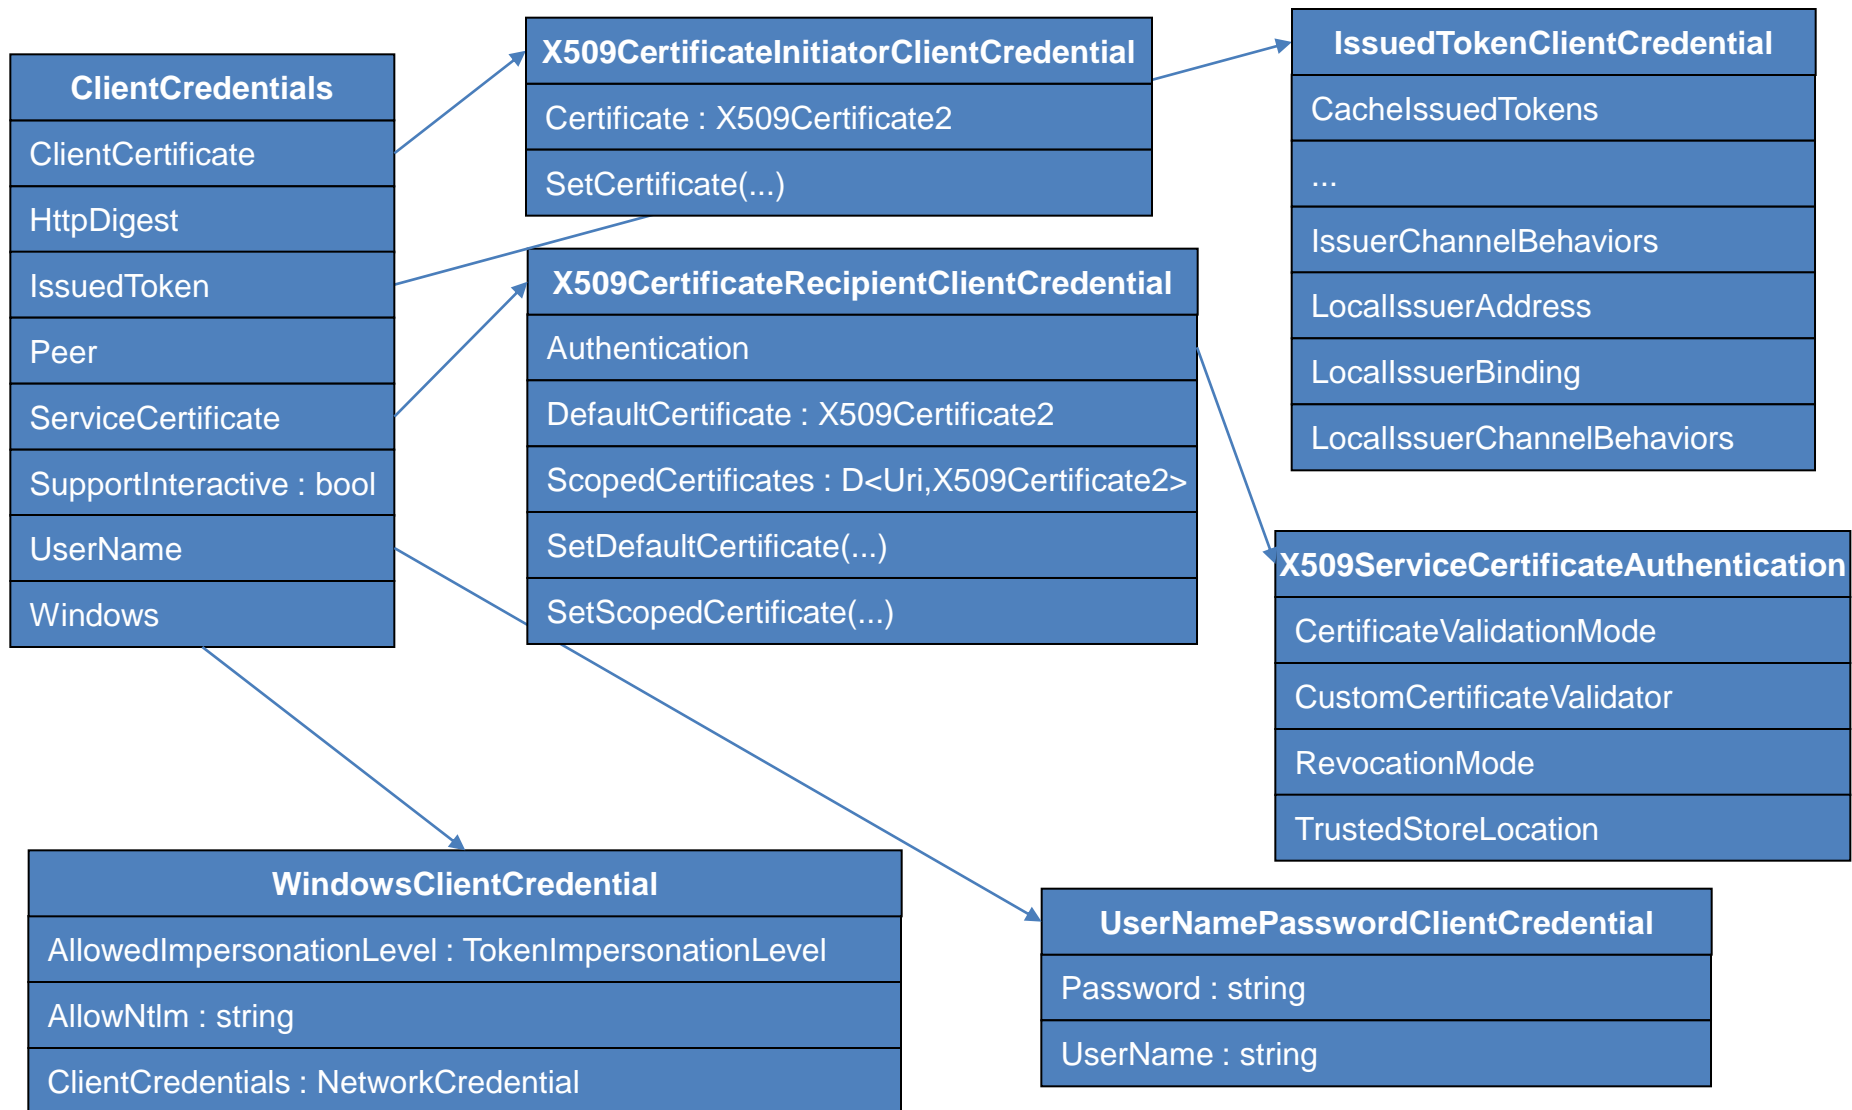 ClientCredentials
ClientCertificate
HttpDigest
IssuedToken
Peer
ServiceCertificate
SupportInteractive : bool
UserName
Windows
X509CertificateInitiatorClientCredential
Certificate : X509Certificate2
SetCertificate(...)
X509CertificateRecipientClientCredential
Authentication
DefaultCertificate : X509Certificate2
ScopedCertificates : D<Uri,X509Certificate2>
SetDefaultCertificate(...)
SetScopedCertificate(...)
IssuedTokenClientCredential
CacheIssuedTokens
...
IssuerChannelBehaviors
LocalIssuerAddress
LocalIssuerBinding
LocalIssuerChannelBehaviors
X509ServiceCertificateAuthentication
CertificateValidationMode
CustomCertificateValidator
RevocationMode
TrustedStoreLocation
WindowsClientCredential
AllowedImpersonationLevel : TokenImpersonationLevel
AllowNtlm : string
ClientCredentials : NetworkCredential
UserNamePasswordClientCredential
Password : string
UserName : string